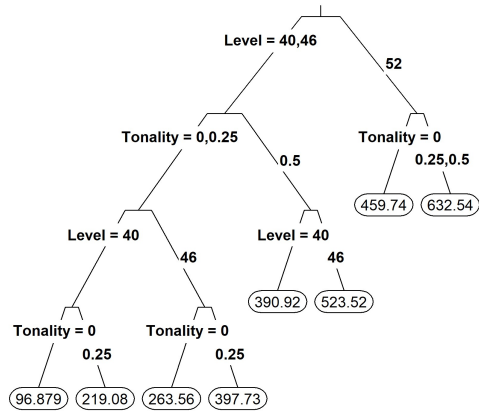 Level = 40,46
52
Tonality = 0,0.25
Tonality = 0
0.5
0.25,0.5
459.74 632.54
Level = 40
Level = 40
46
46
390.92 523.52
Tonality = 0
Tonality = 0
0.25
0.25
96.879 219.08 263.56 397.73